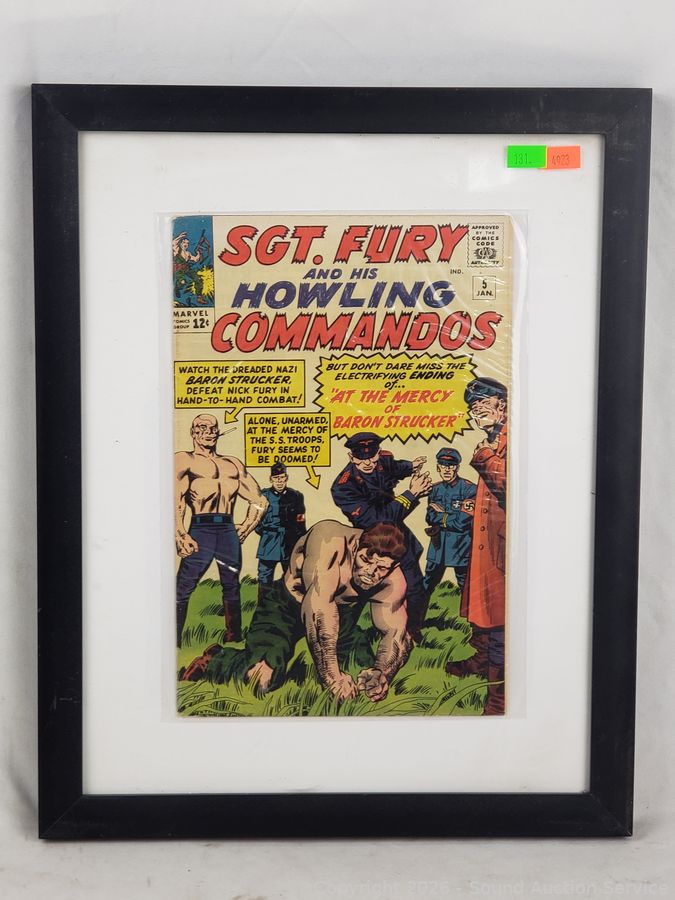 131.
4023
SGT. FURY
AND HIS
HOWLING
COMMANDOS
APPROVED
BY THE
COMICS
CODE
AUTHORITY
IND.
5
JAN.
MARVEL
COMICS
GROUP
12¢
WATCH THE DREADED NAZI
BARON STRUCKER,
DEFEAT NICK FURY IN
HAND-TO-HAND COMBAT!
BUT DON'T DARE MISS THE
ELECTRIFYING ENDING
OF...
"AT THE MERCY
OF
BARON STRUCKER"
ALONE, UNARMED,
AT THE MERCY OF
THE S.S. TROOPS,
FURY SEEMS TO
BE DOOMED!
Copyright 2026 - Sound Auction Service